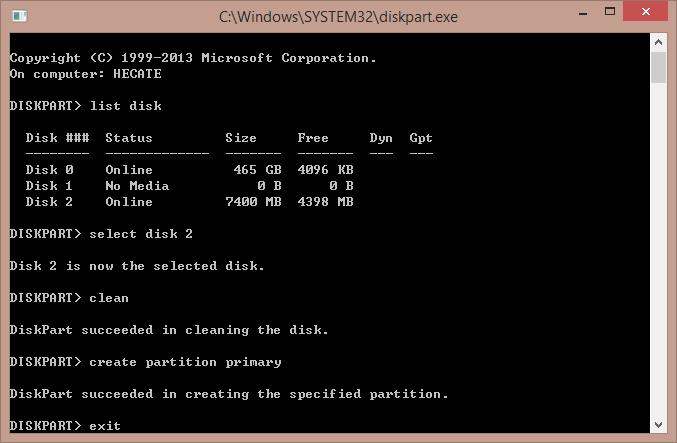 C:\Windows\SYSTEM32\diskpart.exe
Copyright (C) 1999-2013 Microsoft Corporation.
On computer: HECATE
DISKPART> list disk
  Disk ###  Status         Size     Free     Dyn  Gpt
  --------  -------------  -------  -------  ---  ---
  Disk 0    Online          465 GB  4096 KB
  Disk 1    No Media           0 B      0 B
  Disk 2    Online         7400 MB  4398 MB
DISKPART> select disk 2
Disk 2 is now the selected disk.
DISKPART> clean
DiskPart succeeded in cleaning the disk.
DISKPART> create partition primary
DiskPart succeeded in creating the specified partition.
DISKPART> exit